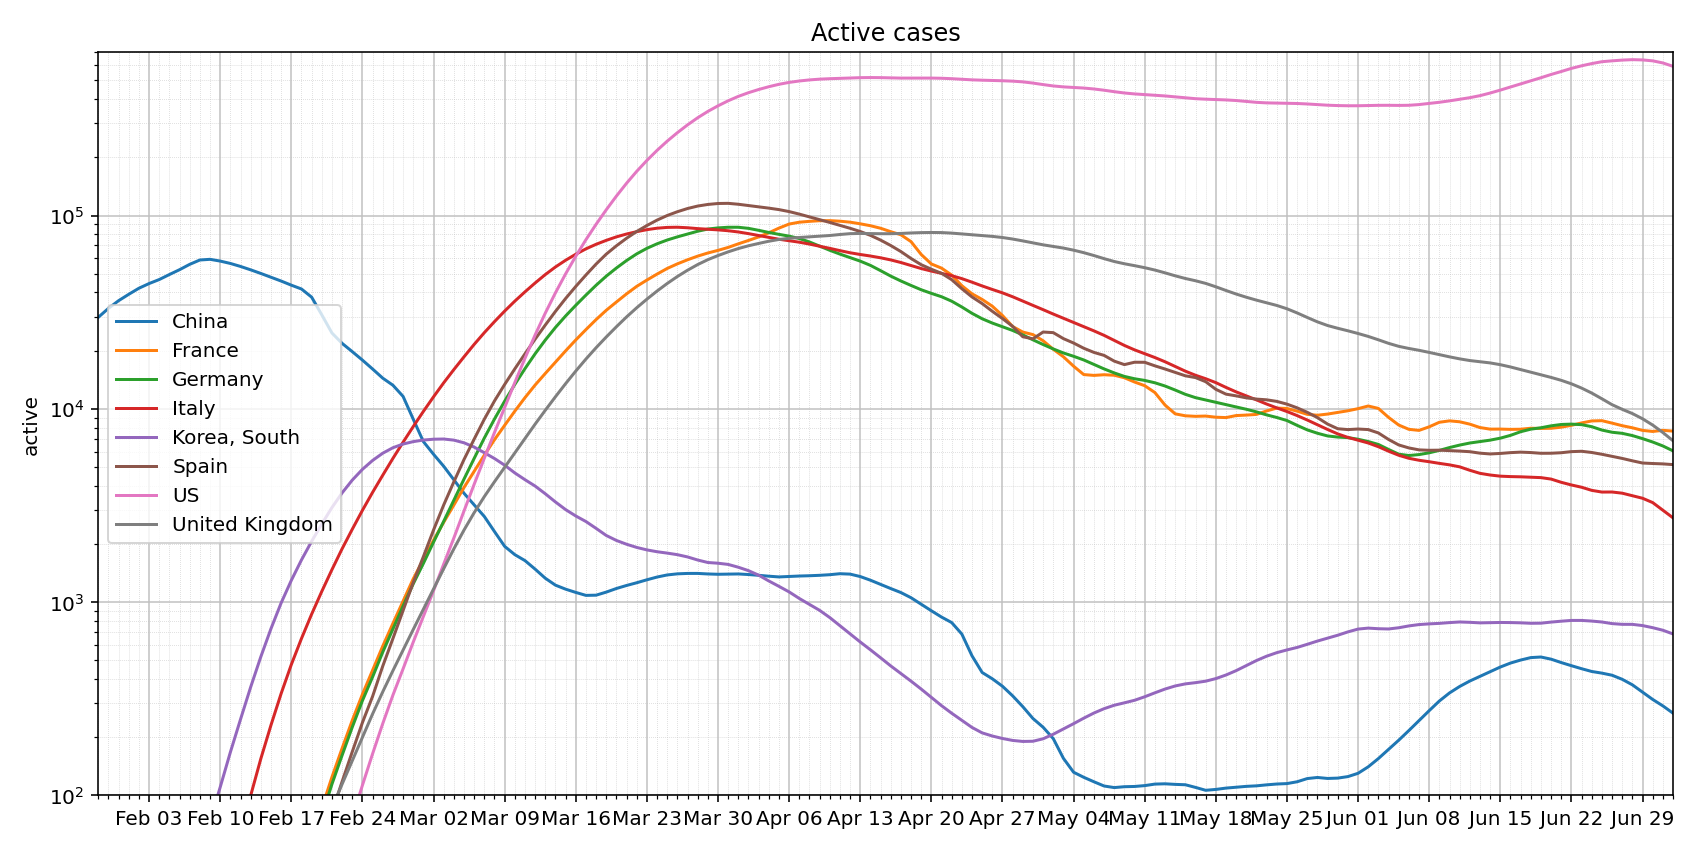 Active cases
active
10^5
10^4
10^3
10^2
China
France
Germany
Italy
Korea, South
Spain
US
United Kingdom
Feb 03 Feb 10 Feb 17 Feb 24 Mar 02 Mar 09 Mar 16 Mar 23 Mar 30 Apr 06 Apr 13 Apr 20 Apr 27 May 04 May 11 May 18 May 25 Jun 01 Jun 08 Jun 15 Jun 22 Jun 29